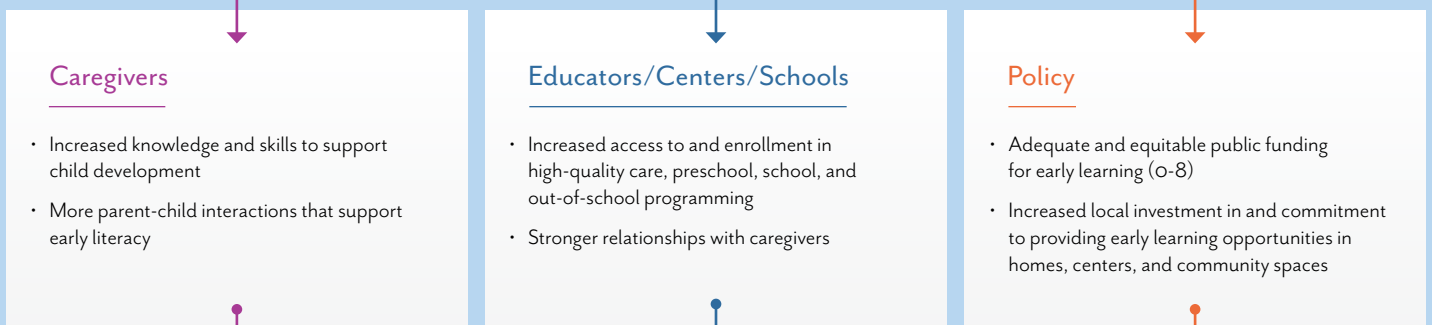 Caregivers
• Increased knowledge and skills to support
child development
• More parent-child interactions that support
early literacy
Educators/Centers/Schools
• Increased access to and enrollment in
high-quality care, preschool, school, and
out-of-school programming
• Stronger relationships with caregivers
Policy
• Adequate and equitable public funding
for early learning (0-8)
• Increased local investment in and commitment
to providing early learning opportunities in
homes, centers, and community spaces